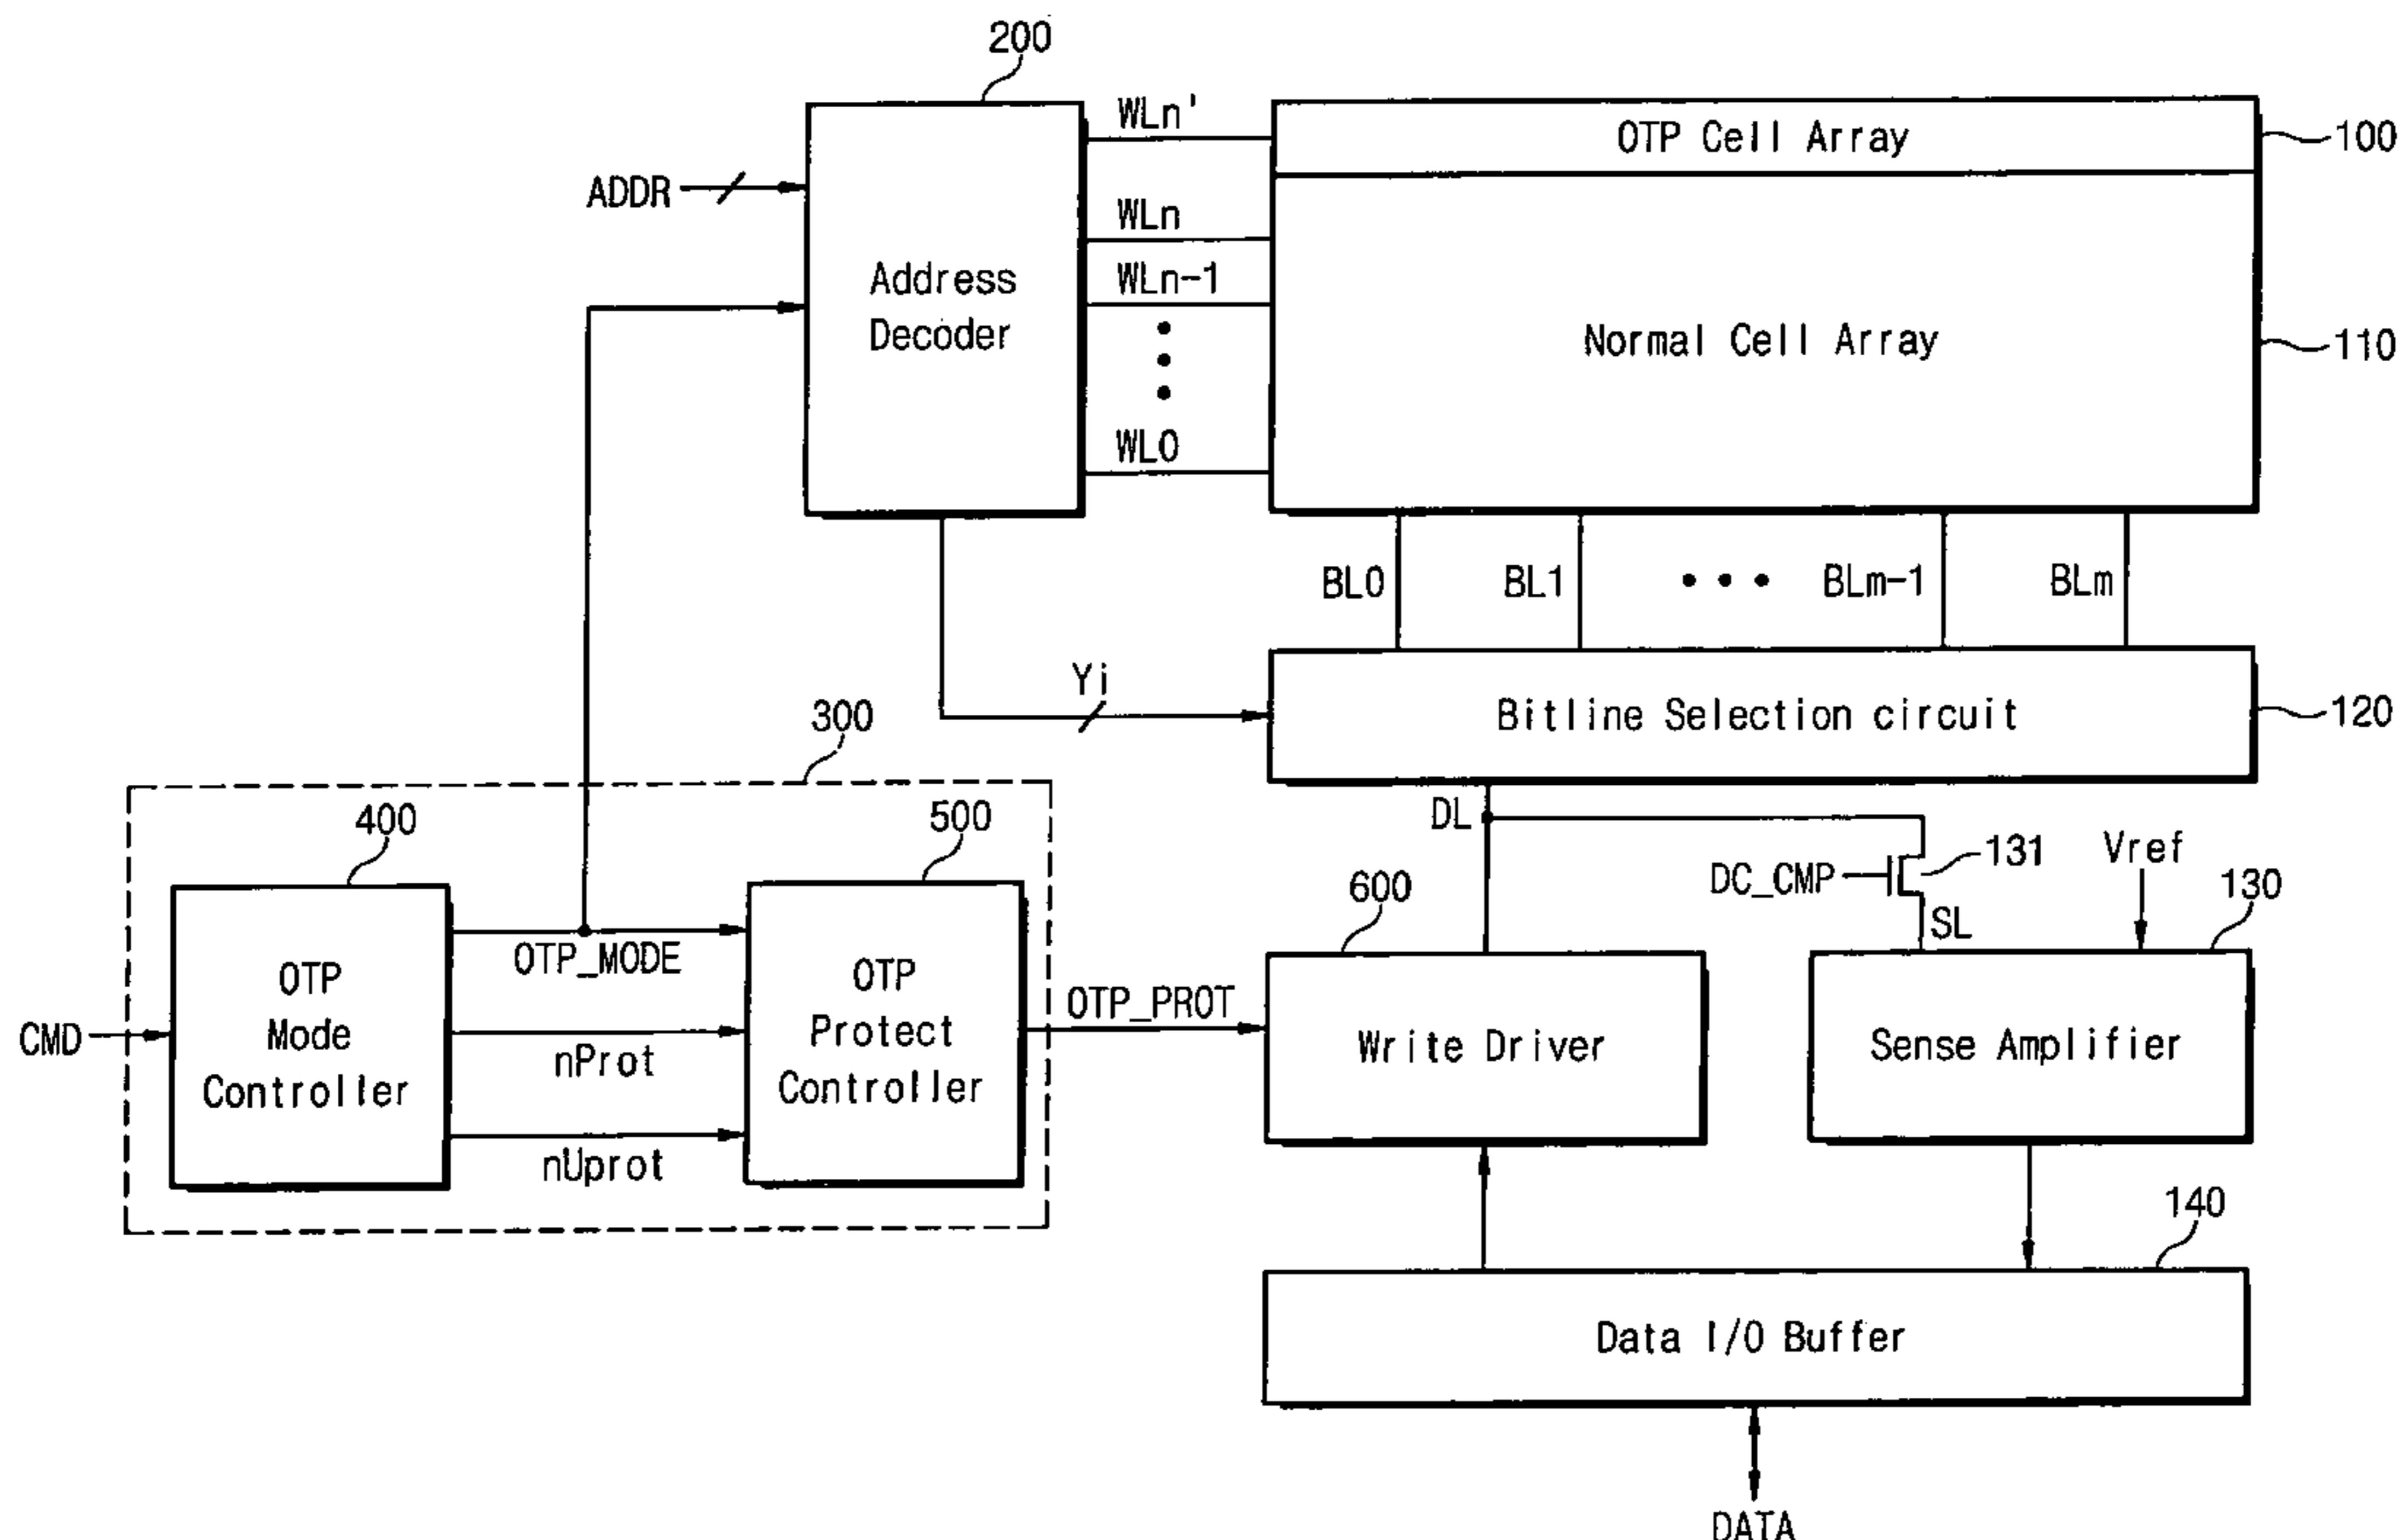 200
WLn'
OTP Cell Array
100
ADDR
WLn
Address
Decoder
WLn-1
Normal Cell Array
110
WL0
BL0
BL1
BLm-1
BLm
Yi
Bitline Selection circuit
120
300
400
500
DL
DC_CMP
131
Vref
130
SL
600
OTP
Mode
Controller
OTP_MODE
nProt
nUprot
OTP
Protect
Controller
CMD
OTP_PROT
Write Driver
Sense Amplifier
140
Data I/O Buffer
DATA